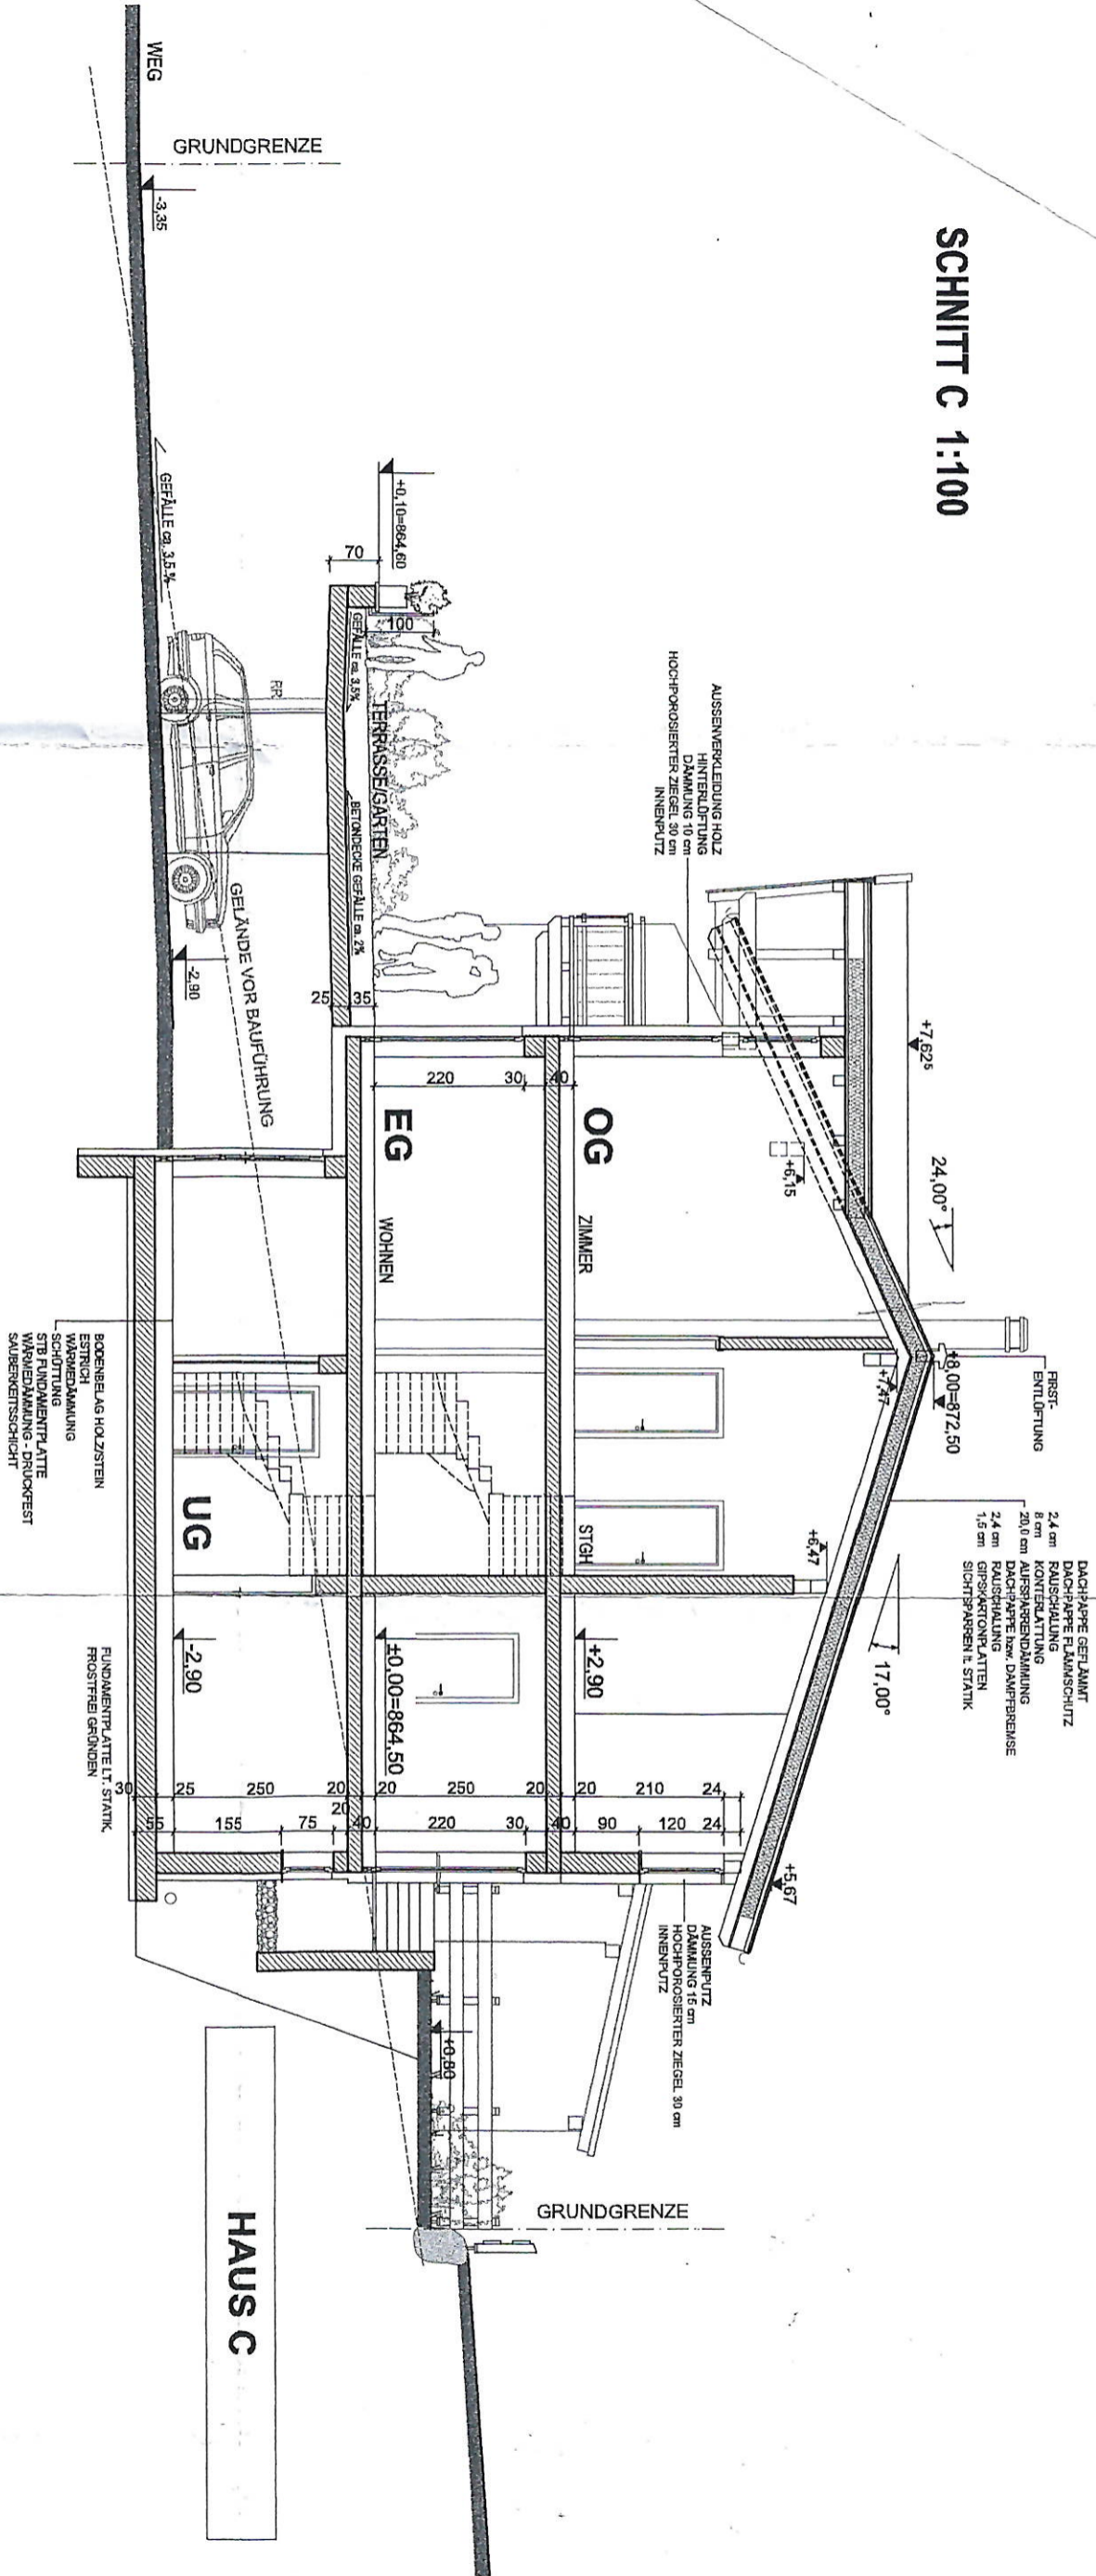 SCHNITT C 1:100
WEG
GRUNDGRENZE
-3,35
GEFÄLLE ca. 3,5 %
+0,10=864,60
70
100
GEFÄLLE ca. 3,5%
TERRASSE/GARTEN
BETONDECKE GEFÄLLE ca. 2%
RR
GELÄNDE VOR BAUFÜHRUNG
-2,90
25
35
AUSSENVERKLEIDUNG HOLZ
HINTERLÜFTUNG
DÄMMUNG 10 cm
HOCHPOROSIERTER ZIEGEL 30 cm
INNENPUTZ
+7,62⁵
24,00°
+6,15
220
30
40
OG
ZIMMER
EG
WOHNEN
FIRST-
ENTLÜFTUNG
+8,00=872,50
+7,47
DACHPAPPE GEFLÄMMT
DACHPAPPE FLÄMMSCHUTZ
2,4 cm RAUSCHALUNG
8 cm KONTERLATTUNG
20,0 cm AUFSPARRENDÄMMUNG
DACHPAPPE bzw. DAMPFBREMSE
2,4 cm RAUSCHALUNG
1,5 cm GIPSKARTONPLATTEN
SICHTSPARREN lt. STATIK
17,00°
+6,47
STGH
UG
+2,90
±0,00=864,50
-2,90
BODENBELAG HOLZ/STEIN
ESTRICH
WÄRMEDÄMMUNG
SCHÜTTUNG
STB FUNDAMENTPLATTE
WÄRMEDÄMMUNG - DRUCKFEST
SAUBERKEITSSCHICHT
FUNDAMENTPLATTE LT. STATIK,
FROSTFREI GRÜNDEN
30 25 250 20 20 250 20 20 210 24
55 155 75 20 40 220 30 40 90 120 24
+5,67
AUSSENPUTZ
DÄMMUNG 15 cm
HOCHPOROSIERTER ZIEGEL 30 cm
INNENPUTZ
+0,80
GRUNDGRENZE
HAUS C